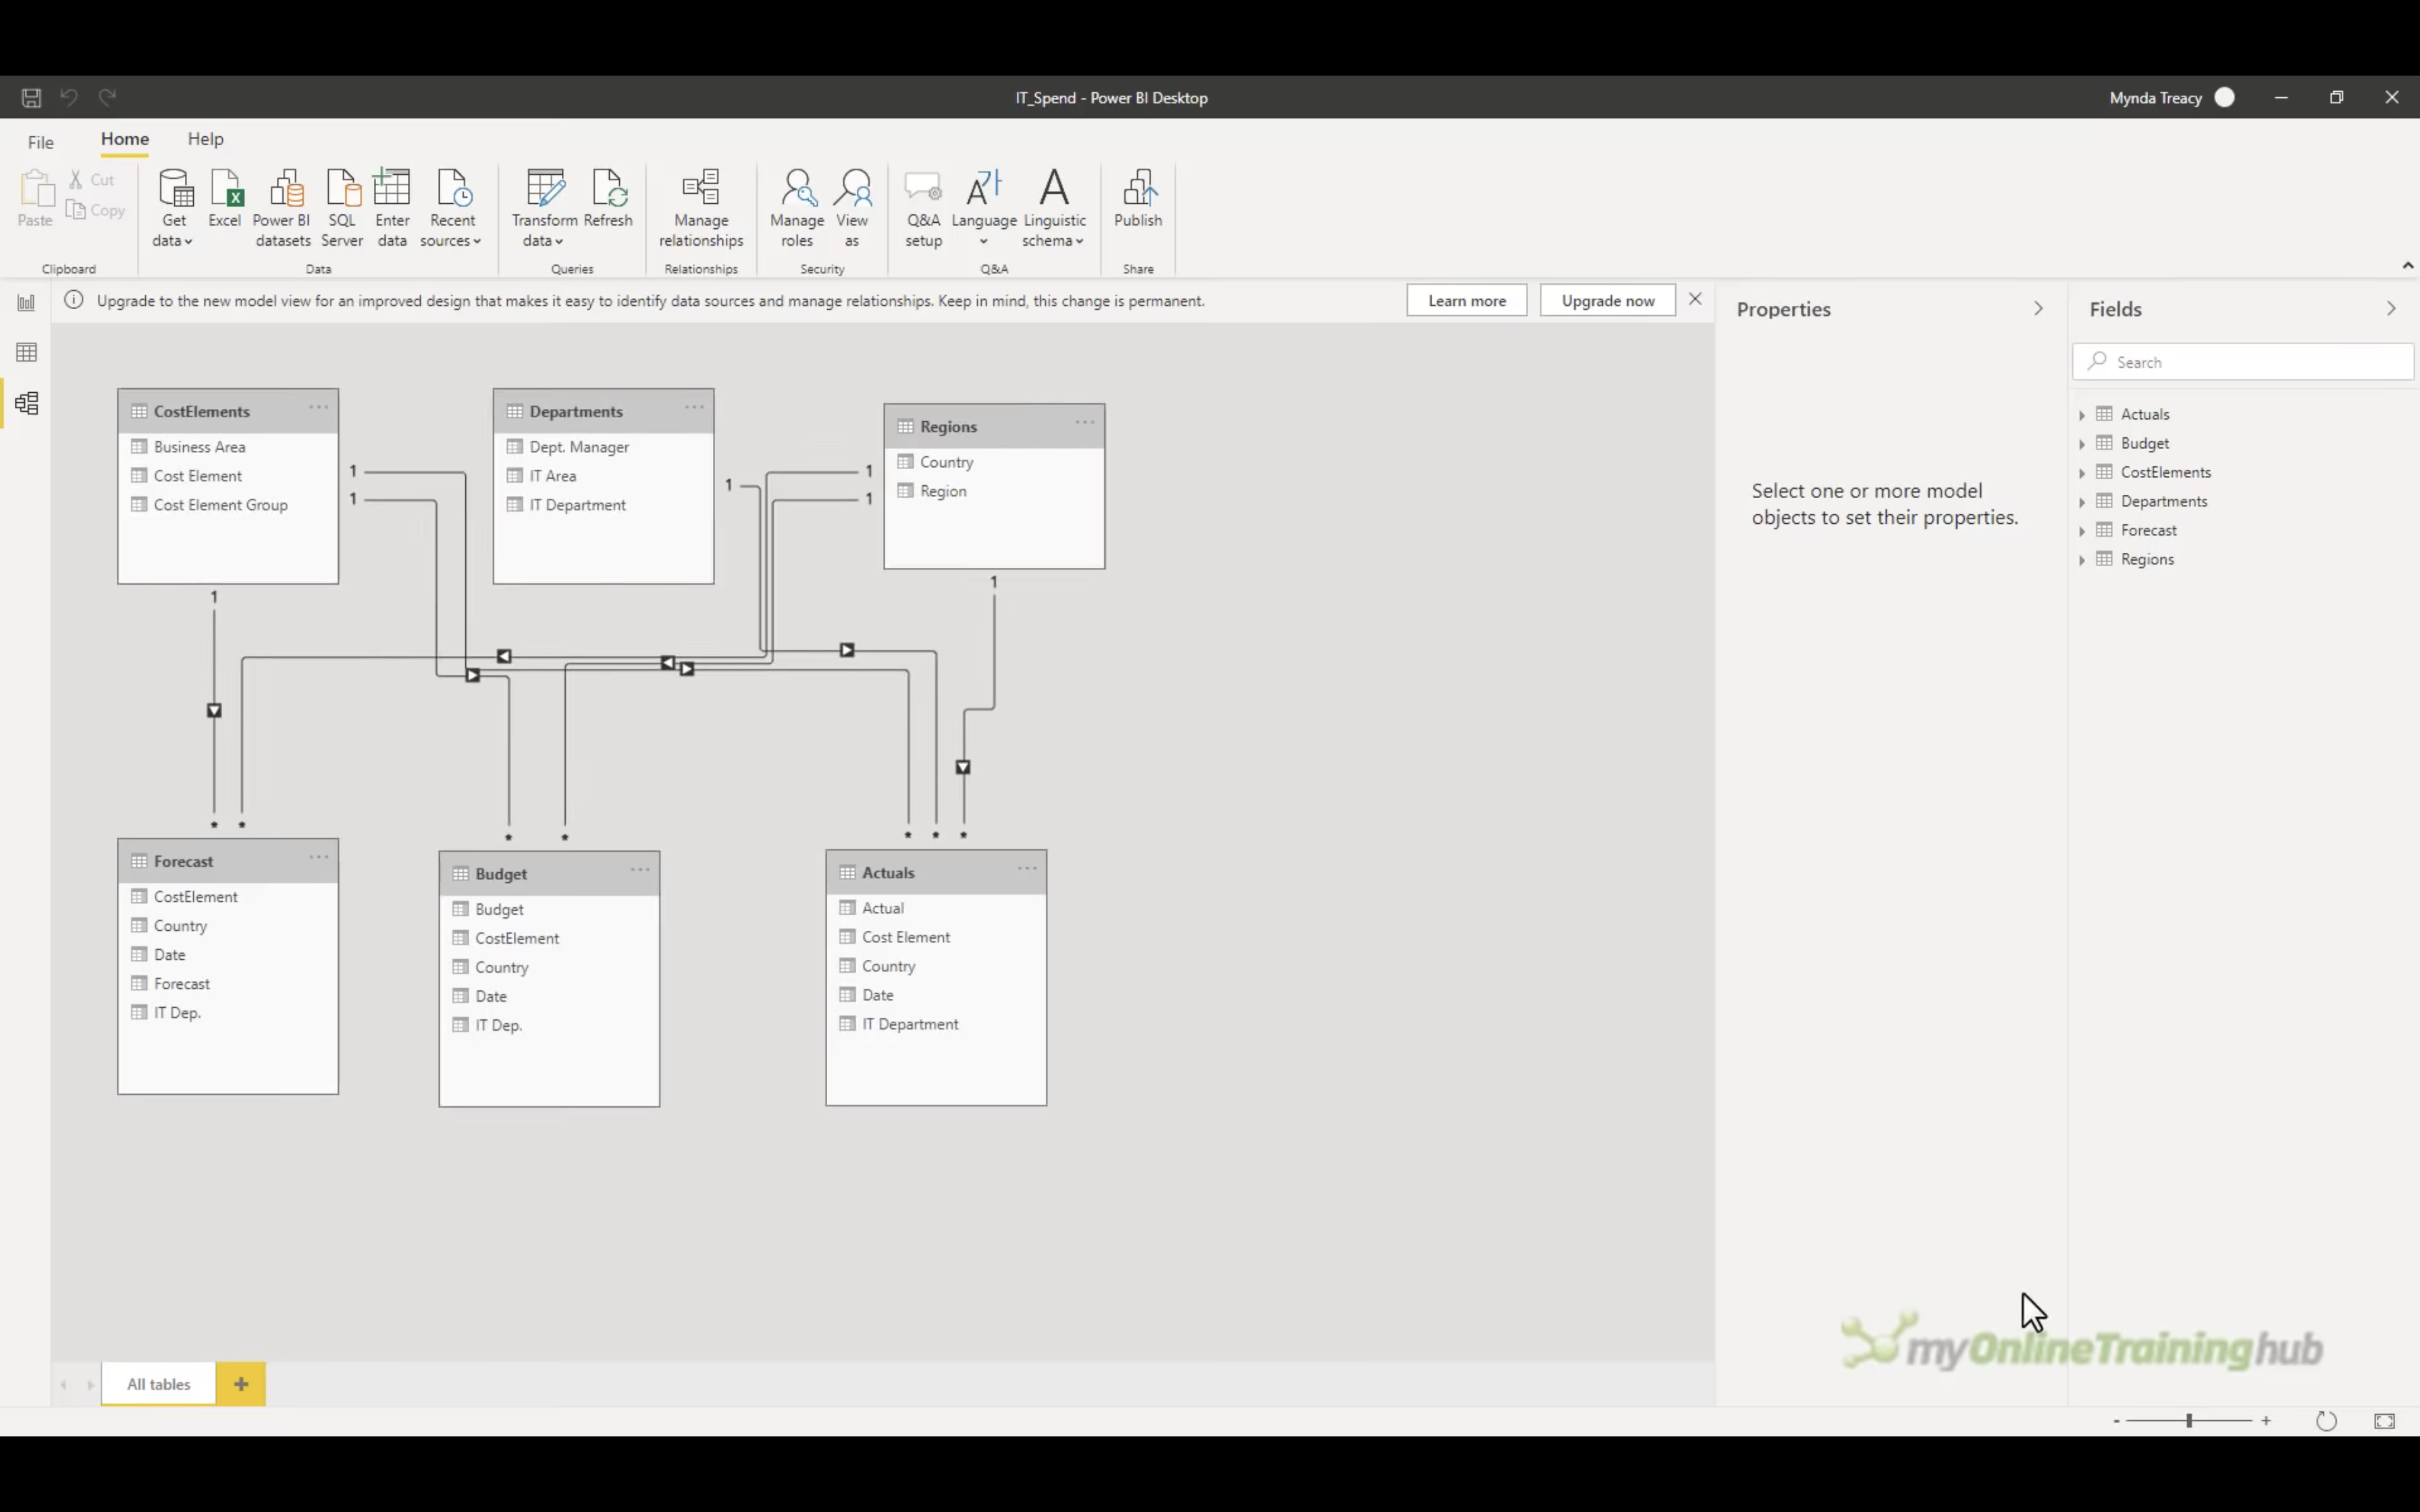 IT_Spend - Power BI Desktop
Mynda Treacy
File
Home
Help
Paste
Cut
Copy
Clipboard
Get data
Excel
Power BI datasets
SQL Server
Enter data
Recent sources
Data
Transform data
Refresh
Queries
Manage relationships
Relationships
Manage roles
View as
Security
Q&A setup
Language
Linguistic schema
Q&A
Publish
Share
Upgrade to the new model view for an improved design that makes it easy to identify data sources and manage relationships. Keep in mind, this change is permanent.
Learn more
Upgrade now
CostElements
Business Area
Cost Element
Cost Element Group
1
1
1
Departments
Dept. Manager
IT Area
IT Department
1
Regions
Country
Region
1
1
1
* *
* *
* * *
Forecast
CostElement
Country
Date
Forecast
IT Dep.
Budget
Budget
CostElement
Country
Date
IT Dep.
Actuals
Actual
Cost Element
Country
Date
IT Department
Properties
Select one or more model
objects to set their properties.
Fields
Search
Actuals
Budget
CostElements
Departments
Forecast
Regions
myOnlineTraininghub
All tables
+
- +